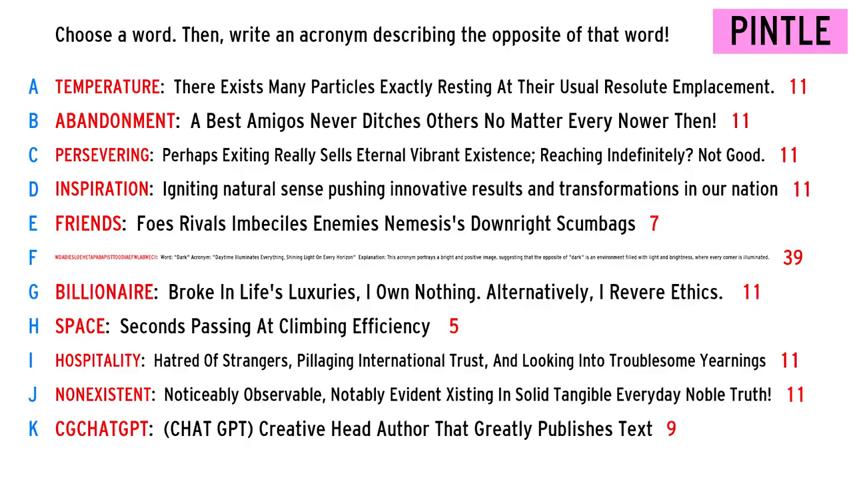 Choose a word. Then, write an acronym describing the opposite of that word!
PINTLE
A TEMPERATURE: There Exists Many Particles Exactly Resting At Their Usual Resolute Emplacement. 11
B ABANDONMENT: A Best Amigos Never Ditches Others No Matter Every Nower Then! 11
C PERSEVERING: Perhaps Exiting Really Sells Eternal Vibrant Existence; Reaching Indefinitely? Not Good. 11
D INSPIRATION: Igniting natural sense pushing innovative results and transformations in our nation 11
E FRIENDS: Foes Rivals Imbeciles Enemies Nemesis's Downright Scumbags 7
F Word: "Dark" Acronym: "Daytime Illuminates Everything, Shining Light On Every Horizon" Explanation: This acronym portrays a bright and positive image, suggesting that the opposite of "dark" is an environment filled with light and brightness, where every corner is illuminated. 39
G BILLIONAIRE: Broke In Life's Luxuries, I Own Nothing. Alternatively, I Revere Ethics. 11
H SPACE: Seconds Passing At Climbing Efficiency 5
I HOSPITALITY: Hatred Of Strangers, Pillaging International Trust, And Looking Into Troublesome Yearnings 11
J NONEXISTENT: Noticeably Observable, Notably Evident Xisting In Solid Tangible Everyday Noble Truth! 11
K CGCHATGPT: (CHAT GPT) Creative Head Author That Greatly Publishes Text 9